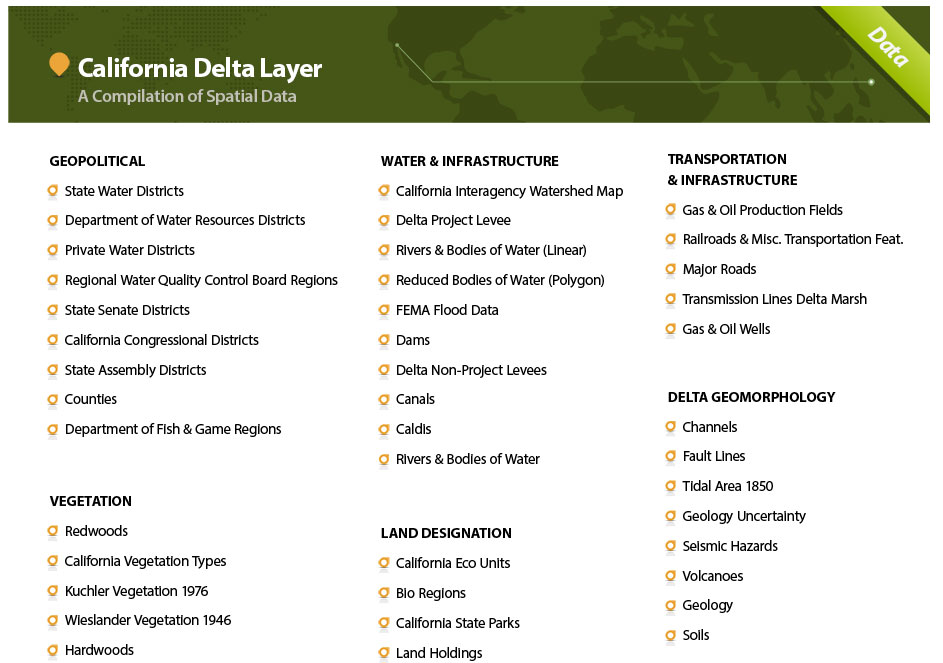 California Delta Layer
A Compilation of Spatial Data
Data
GEOPOLITICAL
State Water Districts
Department of Water Resources Districts
Private Water Districts
Regional Water Quality Control Board Regions
State Senate Districts
California Congressional Districts
State Assembly Districts
Counties
Department of Fish & Game Regions
VEGETATION
Redwoods
California Vegetation Types
Kuchler Vegetation 1976
Wieslander Vegetation 1946
Hardwoods
WATER & INFRASTRUCTURE
California Interagency Watershed Map
Delta Project Levee
Rivers & Bodies of Water (Linear)
Reduced Bodies of Water (Polygon)
FEMA Flood Data
Dams
Delta Non-Project Levees
Canals
Caldis
Rivers & Bodies of Water
LAND DESIGNATION
California Eco Units
Bio Regions
California State Parks
Land Holdings
TRANSPORTATION
& INFRASTRUCTURE
Gas & Oil Production Fields
Railroads & Misc. Transportation Feat.
Major Roads
Transmission Lines Delta Marsh
Gas & Oil Wells
DELTA GEOMORPHOLOGY
Channels
Fault Lines
Tidal Area 1850
Geology Uncertainty
Seismic Hazards
Volcanoes
Geology
Soils